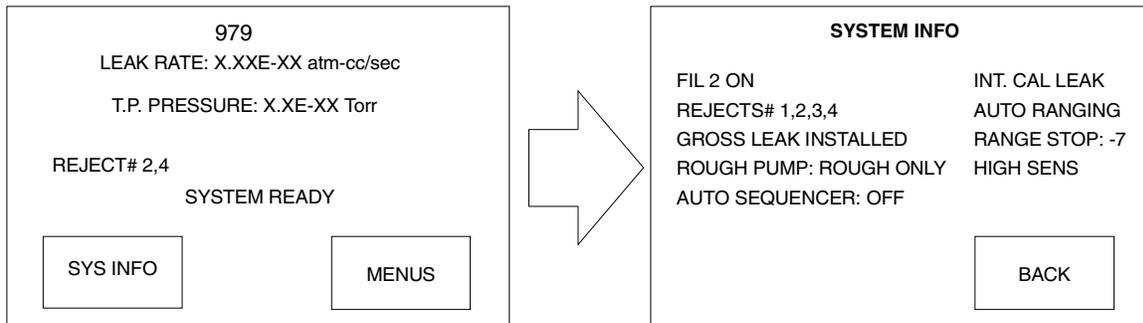 979
LEAK RATE: X.XXE-XX atm-cc/sec
T.P. PRESSURE: X.XE-XX Torr
REJECT# 2,4
SYSTEM READY
SYS INFO
MENUS
SYSTEM INFO
FIL 2 ON
INT. CAL LEAK
REJECTS# 1,2,3,4
AUTO RANGING
GROSS LEAK INSTALLED
RANGE STOP: -7
ROUGH PUMP: ROUGH ONLY
HIGH SENS
AUTO SEQUENCER: OFF
BACK